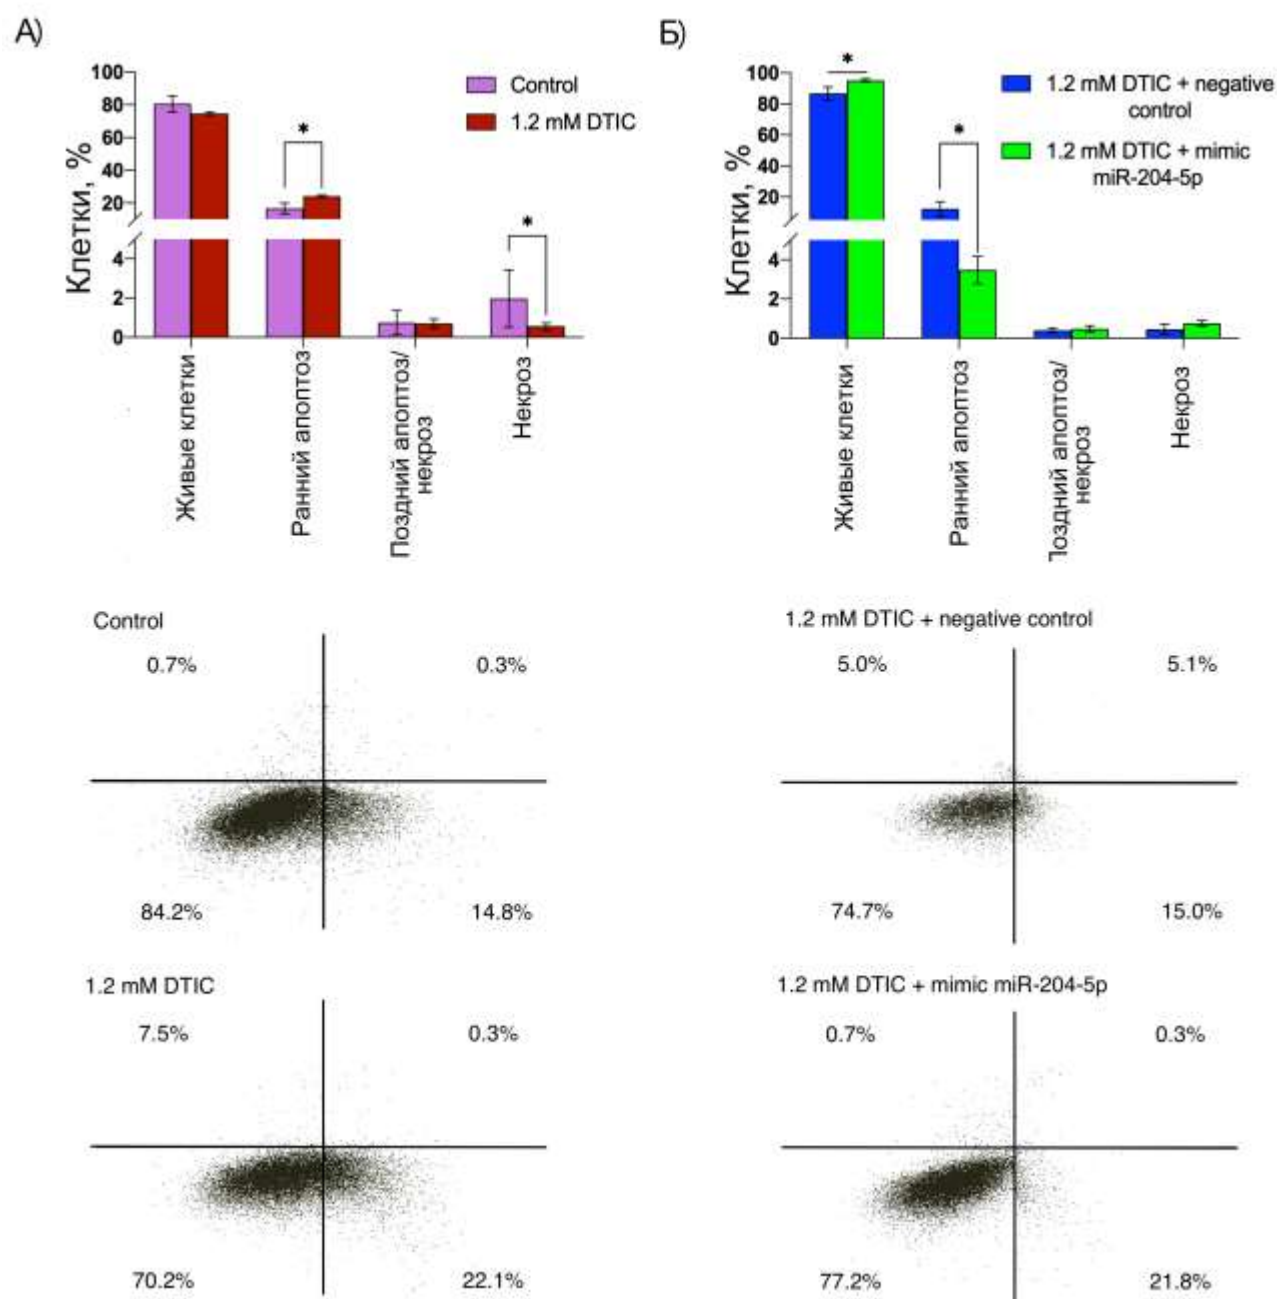 А)
100
80
60
40
20
4
2
0
Клетки, %
*
*
Control
1.2 mM DTIC
Живые клетки
Ранний апоптоз
Поздний апоптоз/
некроз
Некроз
Б)
100
80
60
40
20
4
2
0
Клетки, %
*
*
1.2 mM DTIC + negative
control
1.2 mM DTIC + mimic
miR-204-5p
Живые клетки
Ранний апоптоз
Поздний апоптоз/
некроз
Некроз
Control
0.7%
0.3%
84.2%
14.8%
1.2 mM DTIC + negative control
5.0%
5.1%
74.7%
15.0%
1.2 mM DTIC
7.5%
0.3%
70.2%
22.1%
1.2 mM DTIC + mimic miR-204-5p
0.7%
0.3%
77.2%
21.8%